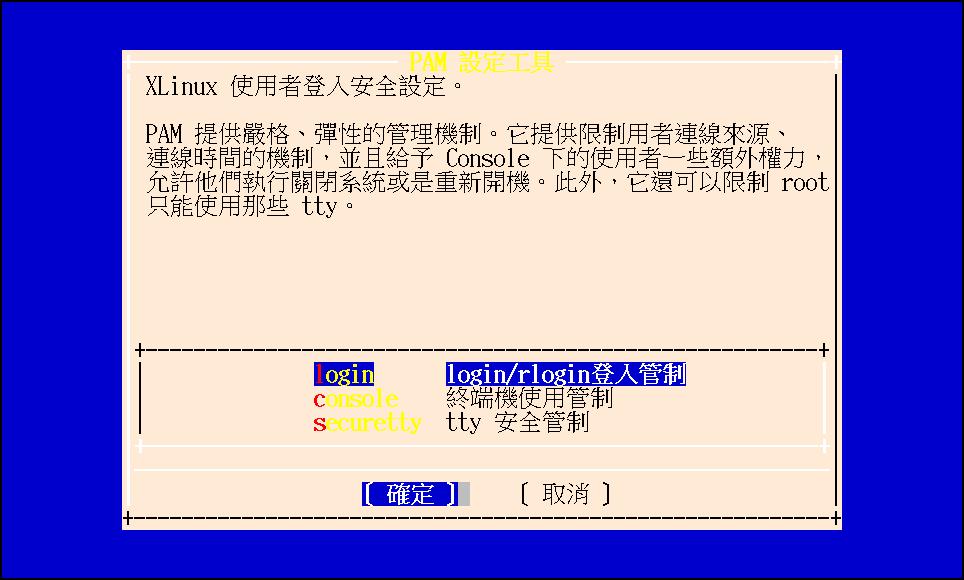 PAM 設定工具
XLinux 使用者登入安全設定。
PAM 提供嚴格、彈性的管理機制。它提供限制用者連線來源、
連線時間的機制，並且給予 Console 下的使用者一些額外權力，
允許他們執行關閉系統或是重新開機。此外，它還可以限制 root
只能使用那些 tty。
login login/rlogin登入管制
console 終端機使用管制
securetty tty 安全管制
[ 確定 ] [ 取消 ]